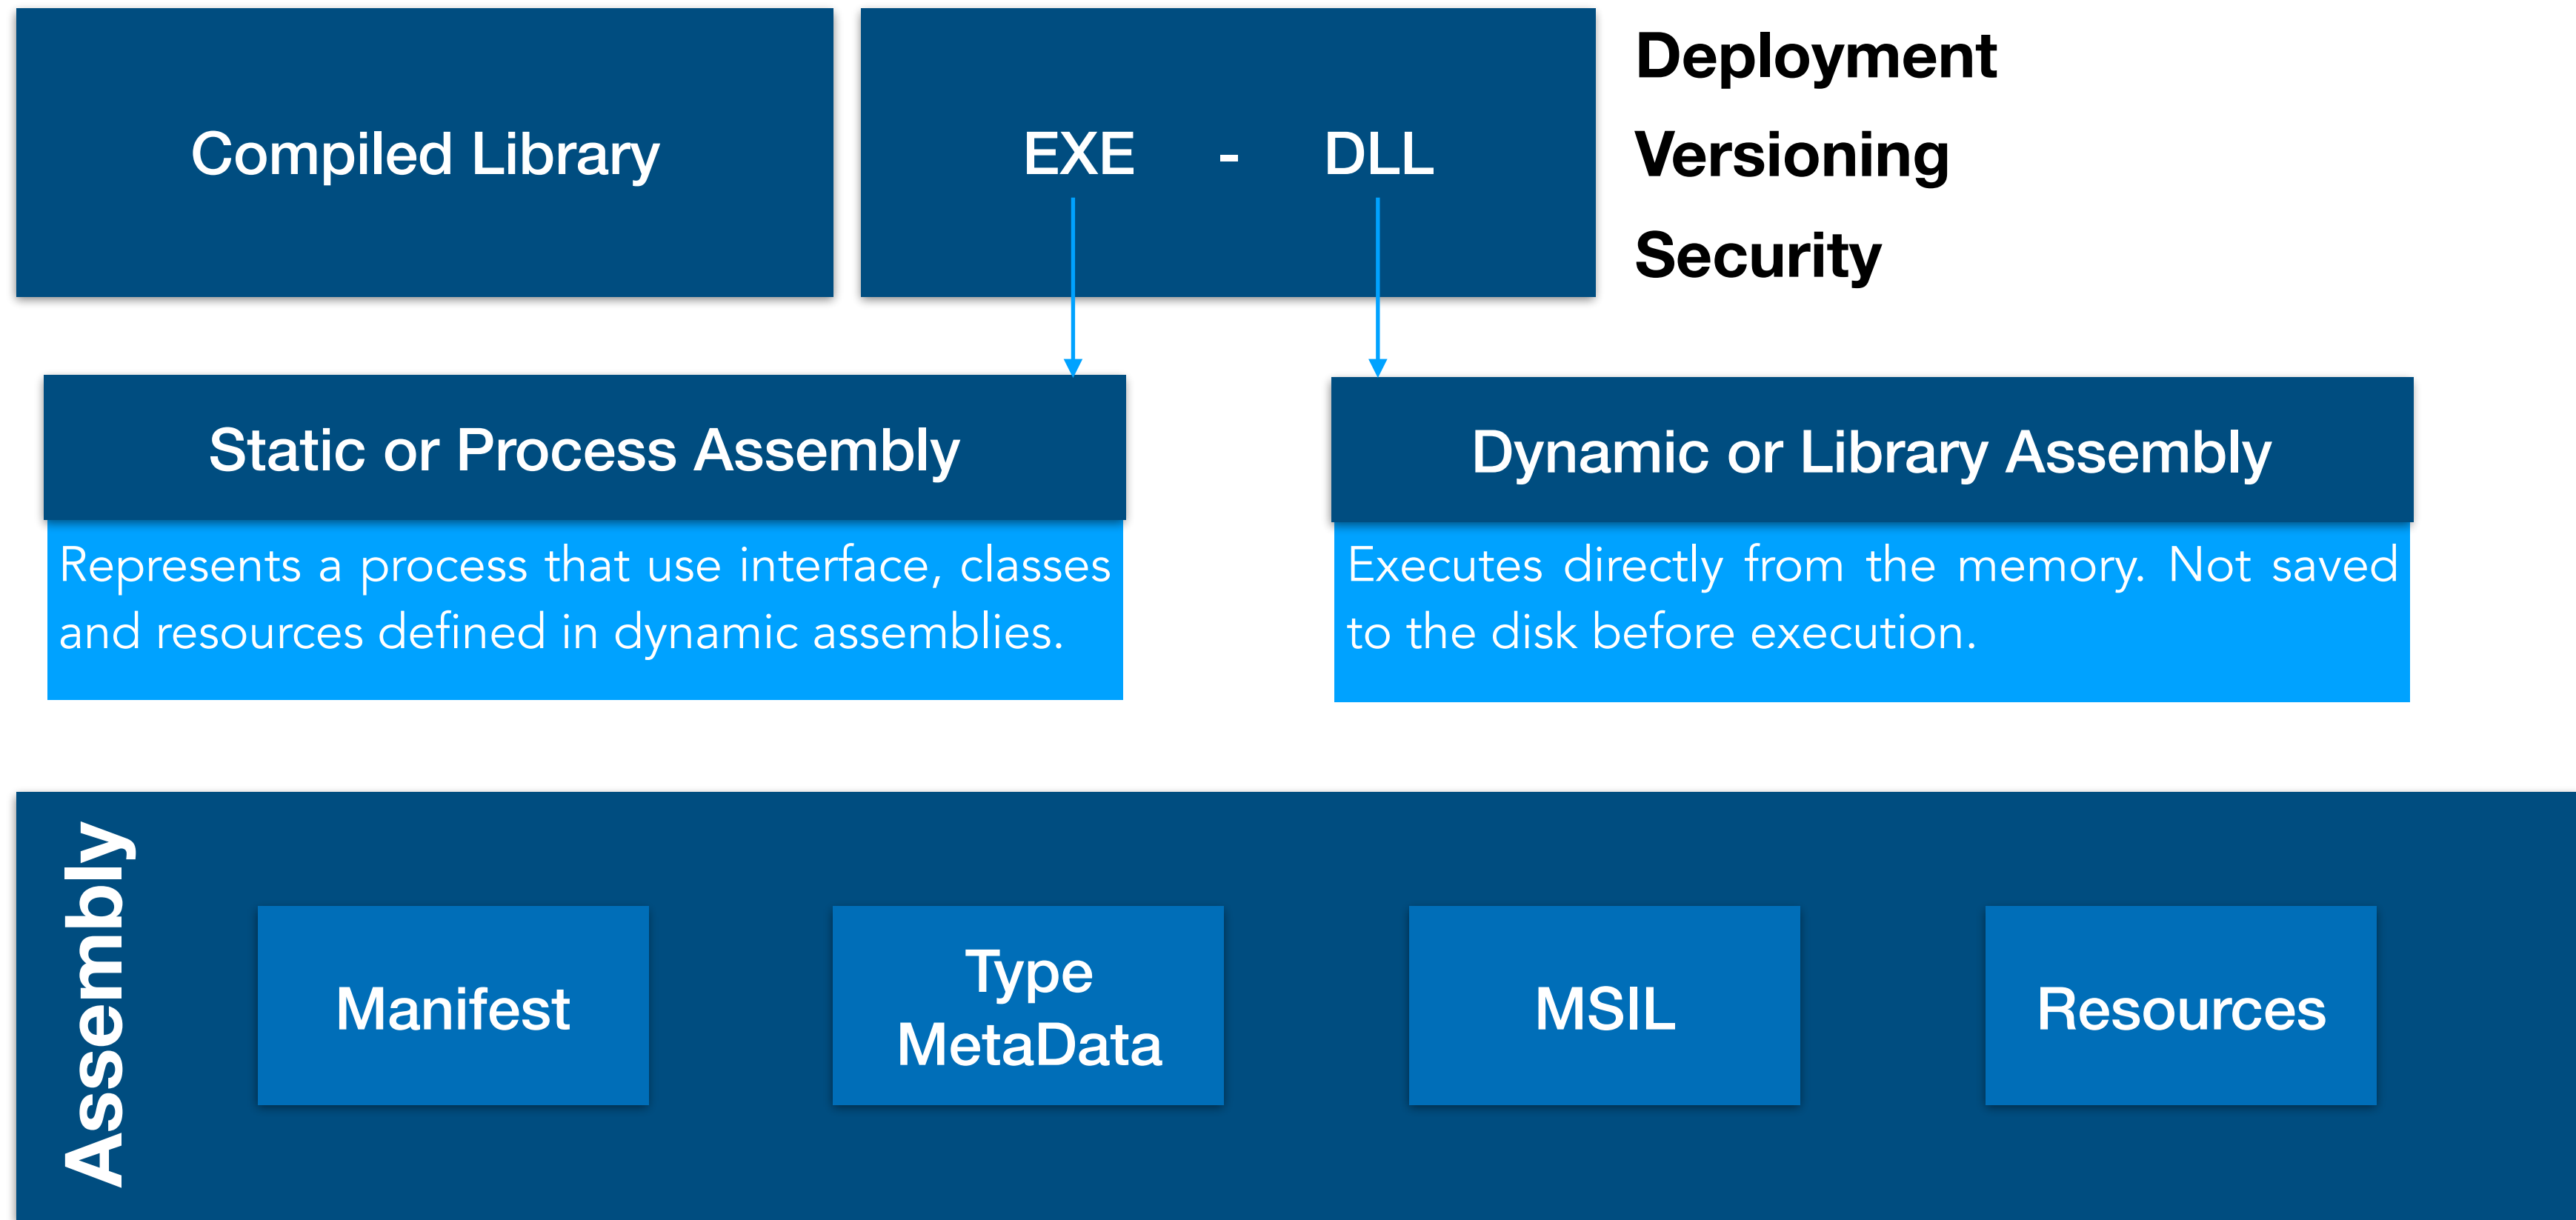 Compiled Library
EXE - DLL
Deployment
Versioning
Security
Static or Process Assembly
Represents a process that use interface, classes
and resources defined in dynamic assemblies.
Dynamic or Library Assembly
Executes directly from the memory. Not saved
to the disk before execution.
Assembly
Manifest
Type
MetaData
MSIL
Resources